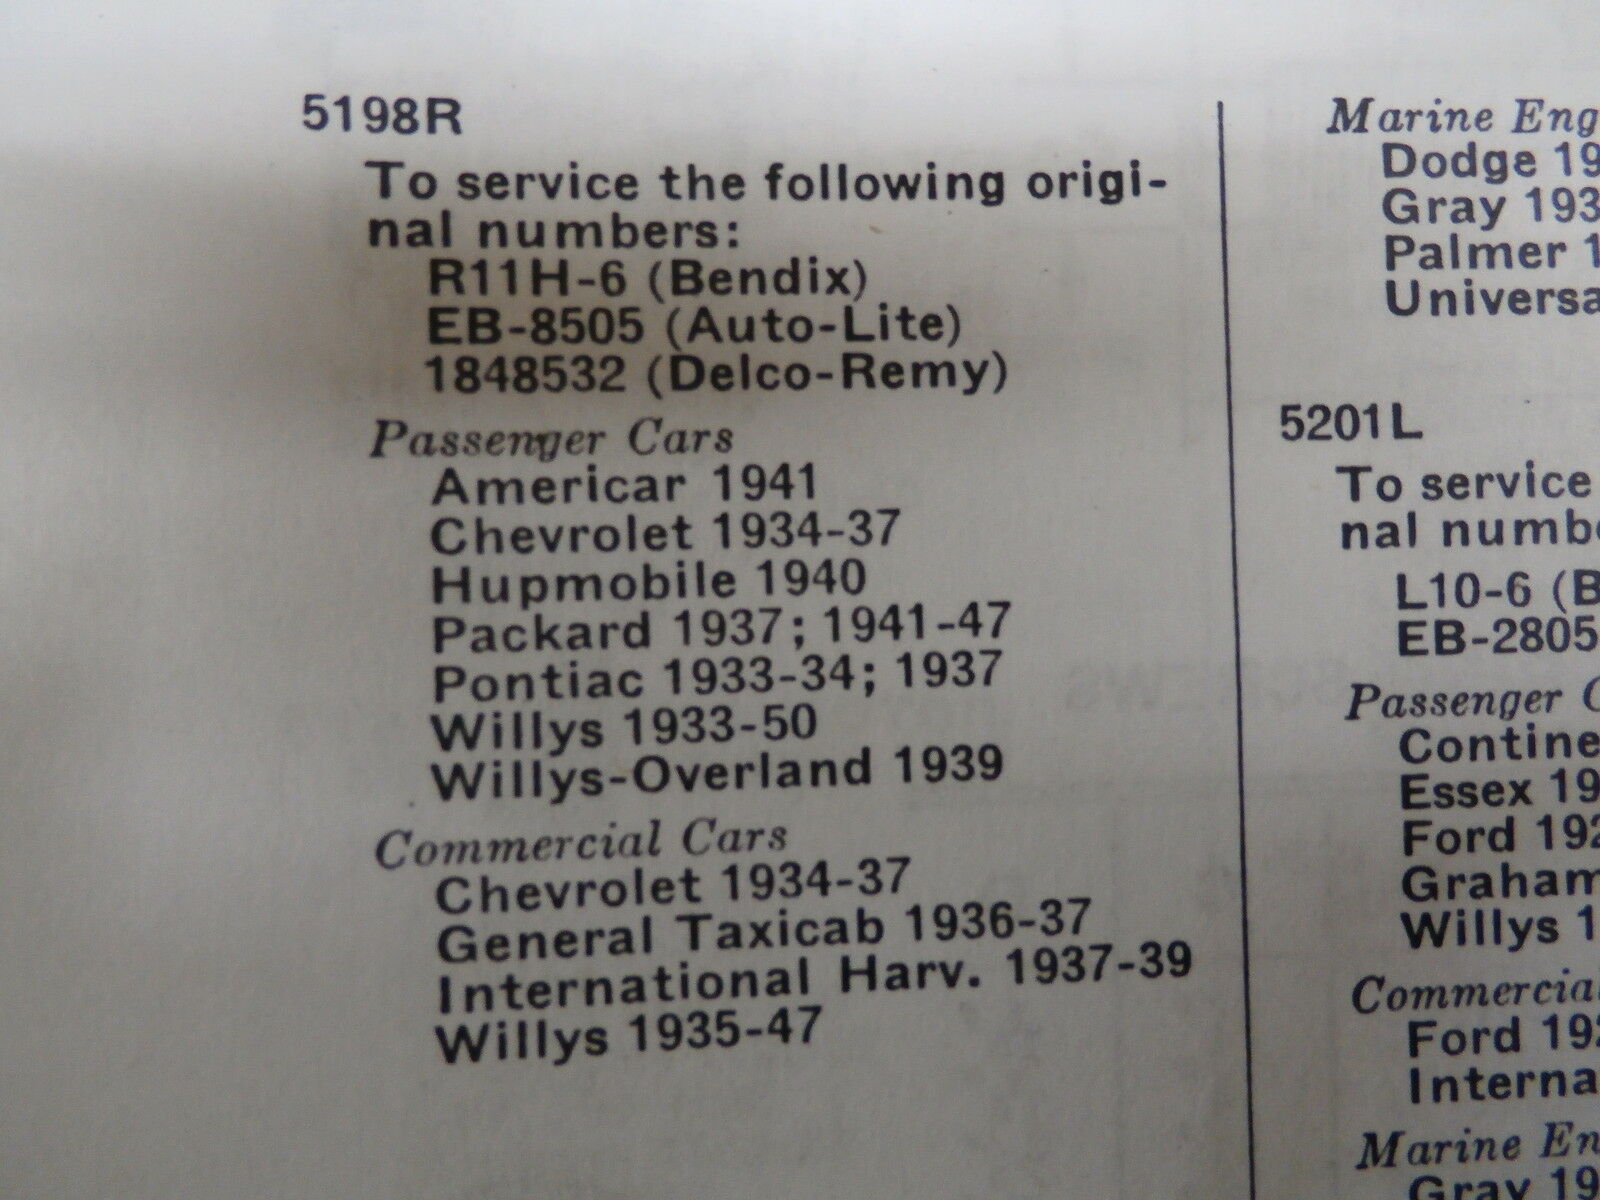 5198R
To service the following origi-
nal numbers:
R11H-6 (Bendix)
EB-8505 (Auto-Lite)
1848532 (Delco-Remy)
Passenger Cars
Americar 1941
Chevrolet 1934-37
Hupmobile 1940
Packard 1937; 1941-47
Pontiac 1933-34; 1937
Willys 1933-50
Willys-Overland 1939
Commercial Cars
Chevrolet 1934-37
General Taxicab 1936-37
International Harv. 1937-39
Willys 1935-47
Marine Eng
Dodge 19
Gray 193
Palmer 1
Universa
5201L
To service
nal numb
L10-6 (B
EB-2805
Passenger C
Contine
Essex 19
Ford 192
Graham
Willys 1
Commercial
Ford 192
Interna
Marine En
Gray 19